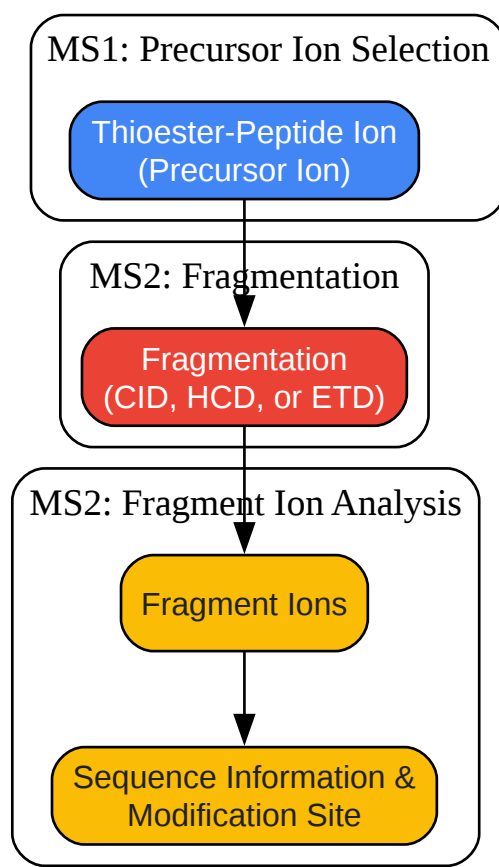 MS1: Precursor Ion Selection
Thioester-Peptide Ion
(Precursor Ion)
MS2: Fragmentation
Fragmentation
(CID, HCD, or ETD)
MS2: Fragment Ion Analysis
Fragment Ions
Sequence Information &
Modification Site